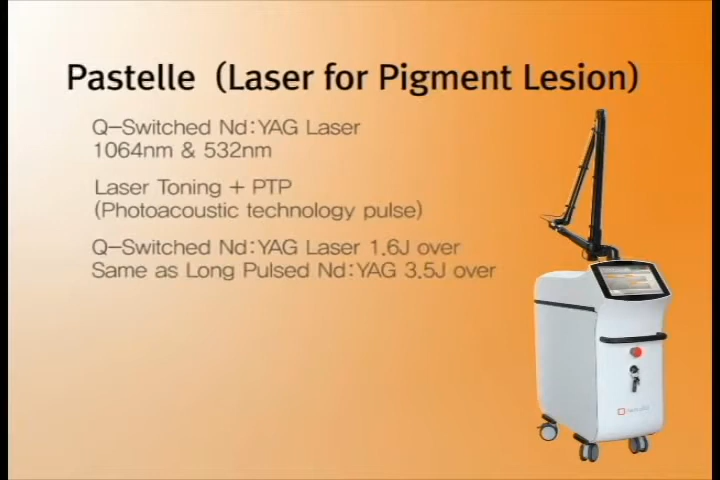 Pastelle (Laser for Pigment Lesion)
Q-Switched Nd:YAG Laser
1064nm & 532nm
Laser Toning + PTP
(Photoacoustic technology pulse)
Q-Switched Nd:YAG Laser 1.6J over
Same as Long Pulsed Nd:YAG 3.5J over